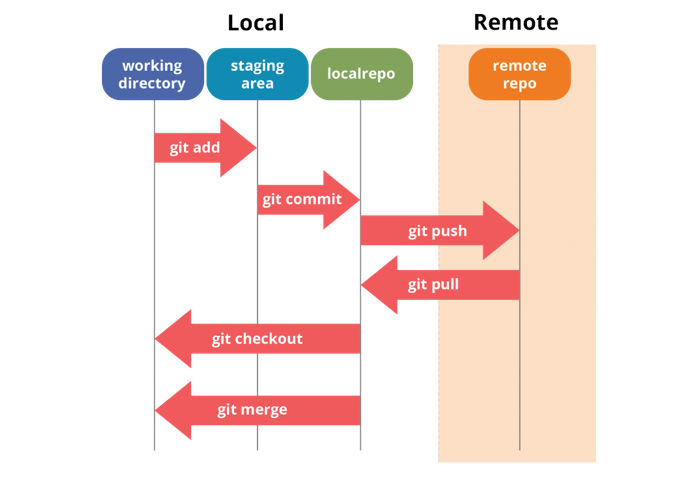 Local
Remote
working
directory
staging
area
localrepo
remote
repo
git add
git commit
git push
git pull
git checkout
git merge